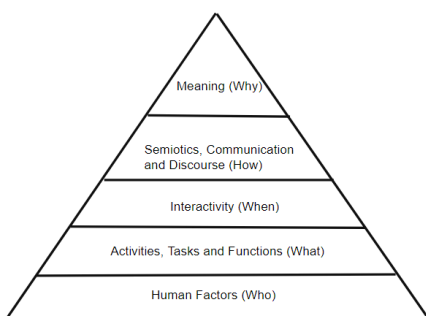 Meaning (Why)
Semiotics, Communication
and Discourse (How)
Interactivity (When)
Activities, Tasks and Functions (What)
Human Factors (Who)